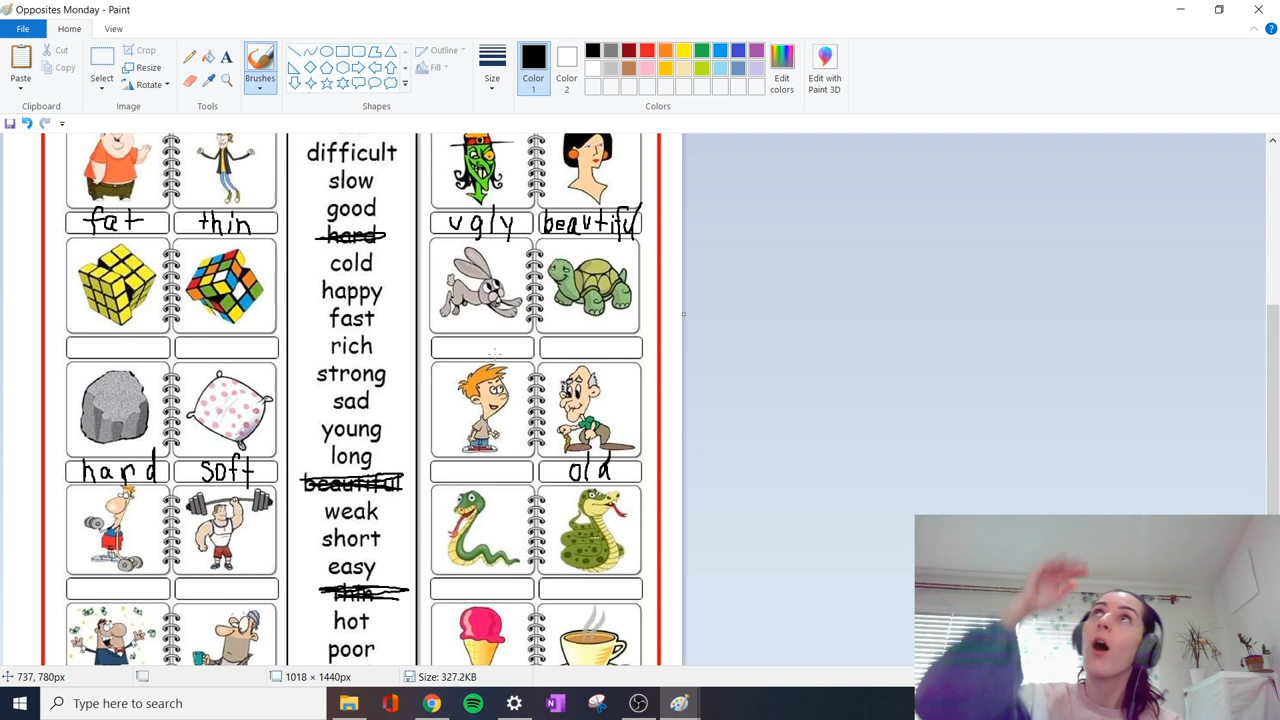 Opposites Monday - Paint
File Home View
Paste
Cut
Copy
Clipboard
Select
Crop
Resize
Rotate
Image
Tools
Brushes
Shapes
Outline
Fill
Size
Color 1
Color 2
Colors
Edit colors
Edit with Paint 3D
difficult
slow
good
hard
cold
happy
fast
rich
strong
sad
young
long
beautiful
weak
short
easy
thin
hot
poor
fat thin
hard soft
ugly beautiful
old
737, 780px
1018 × 1440px
Size: 327.2KB
Type here to search